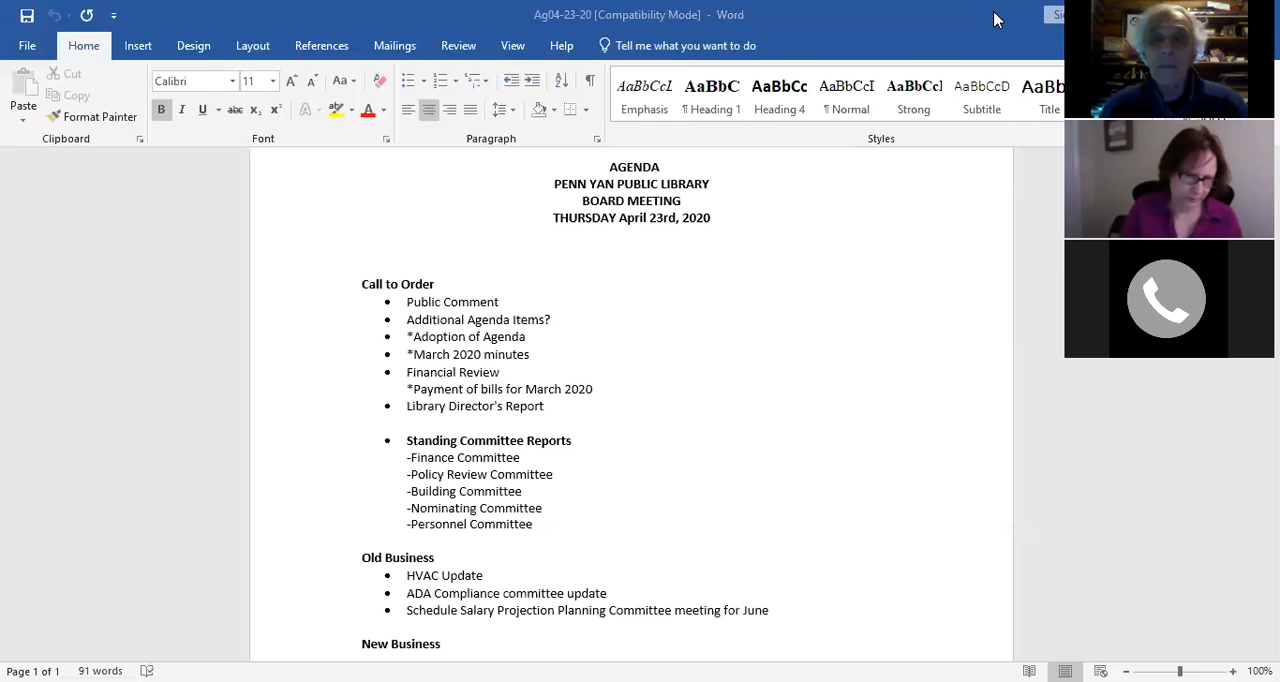 Ag04-23-20 [Compatibility Mode] - Word
File Home Insert Design Layout References Mailings Review View Help Tell me what you want to do
Cut
Copy
Format Painter
Paste
Clipboard
Calibri 11
Font
Paragraph
AaBbCcI AaBbC AaBbCc AaBbCcI AaBbCcI AaBbCcD AaBb
Emphasis ¶ Heading 1 Heading 4 ¶ Normal Strong Subtitle Title
Styles
AGENDA
PENN YAN PUBLIC LIBRARY
BOARD MEETING
THURSDAY April 23rd, 2020
Call to Order
• Public Comment
• Additional Agenda Items?
• *Adoption of Agenda
• *March 2020 minutes
• Financial Review
*Payment of bills for March 2020
• Library Director's Report
• Standing Committee Reports
-Finance Committee
-Policy Review Committee
-Building Committee
-Nominating Committee
-Personnel Committee
Old Business
• HVAC Update
• ADA Compliance committee update
• Schedule Salary Projection Planning Committee meeting for June
New Business
Page 1 of 1 91 words
100%